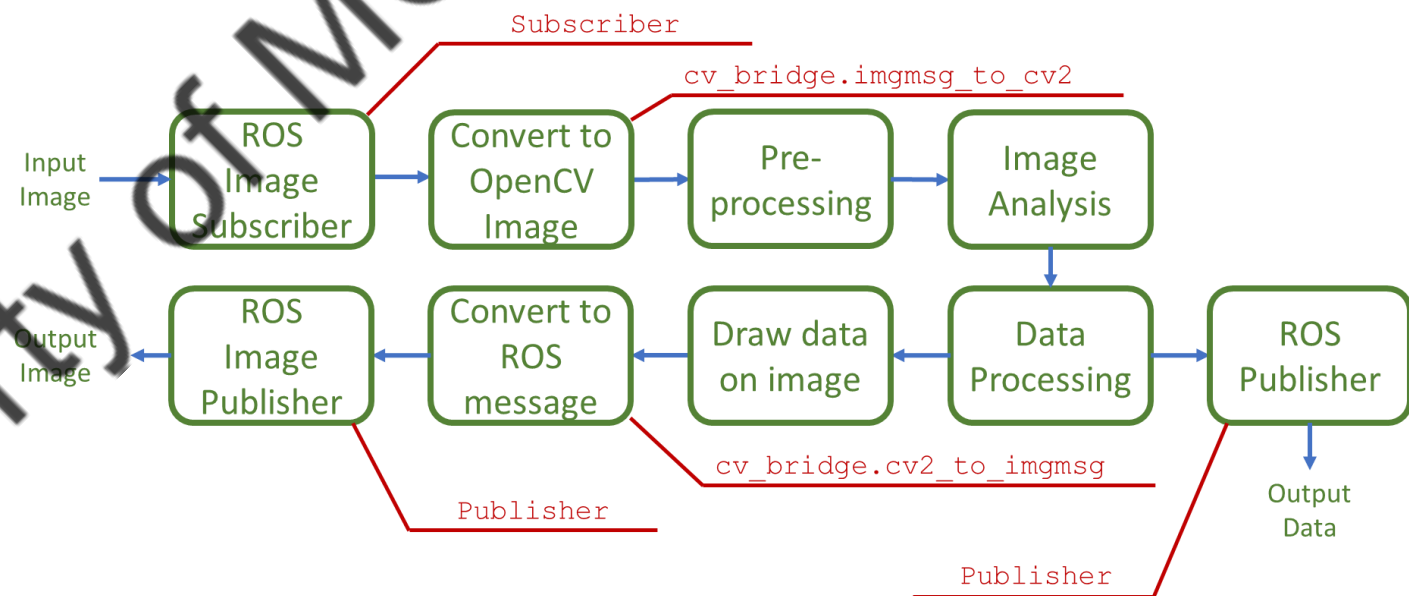 Subscriber
cv_bridge.imgmsg_to_cv2
Input
Image
ROS
Image
Subscriber
Convert to
OpenCV
Image
Pre-
processing
Image
Analysis
Output
Image
ROS
Image
Publisher
Convert to
ROS
message
Draw data
on image
Data
Processing
ROS
Publisher
cv_bridge.cv2_to_imgmsg
Publisher
Output
Data
Publisher
ty of M